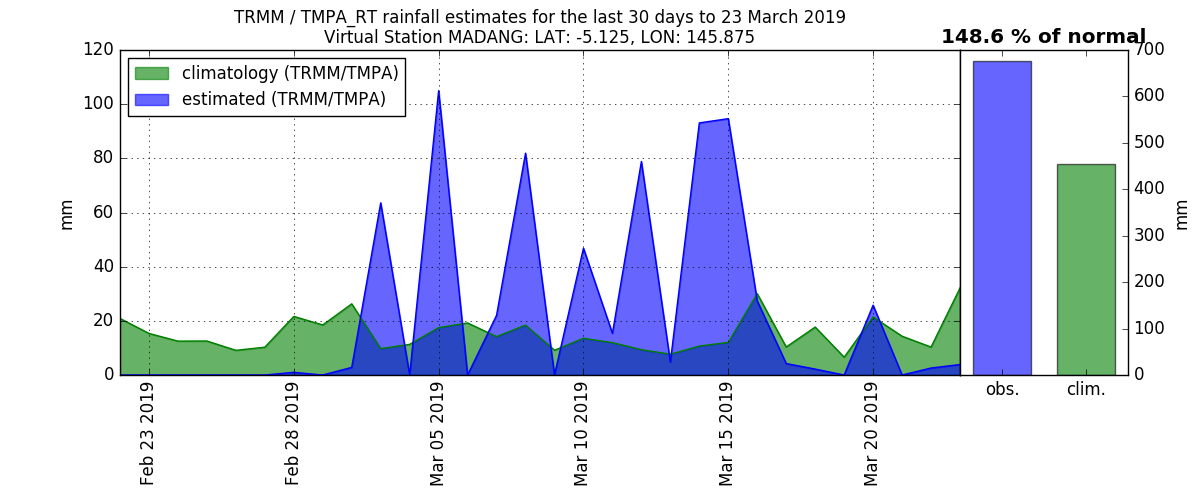 TRMM / TMPA_RT rainfall estimates for the last 30 days to 23 March 2019
Virtual Station MADANG: LAT: -5.125, LON: 145.875
148.6 % of normal
climatology (TRMM/TMPA)
estimated (TRMM/TMPA)
120
100
80
60
40
20
0
mm
Feb 23 2019
Feb 28 2019
Mar 05 2019
Mar 10 2019
Mar 15 2019
Mar 20 2019
obs.
clim.
700
600
500
400
300
200
100
0
mm